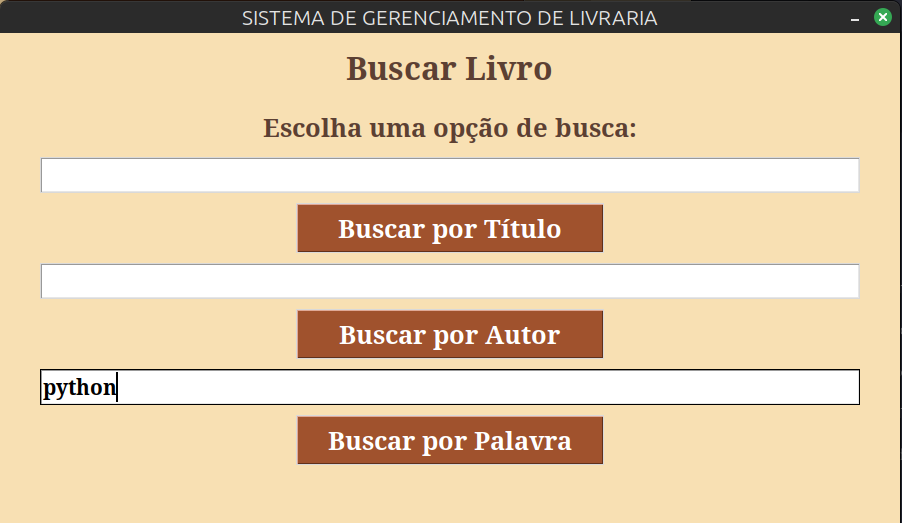 SISTEMA DE GERENCIAMENTO DE LIVRARIA
Buscar Livro
Escolha uma opção de busca:
Buscar por Título
Buscar por Autor
python
Buscar por Palavra